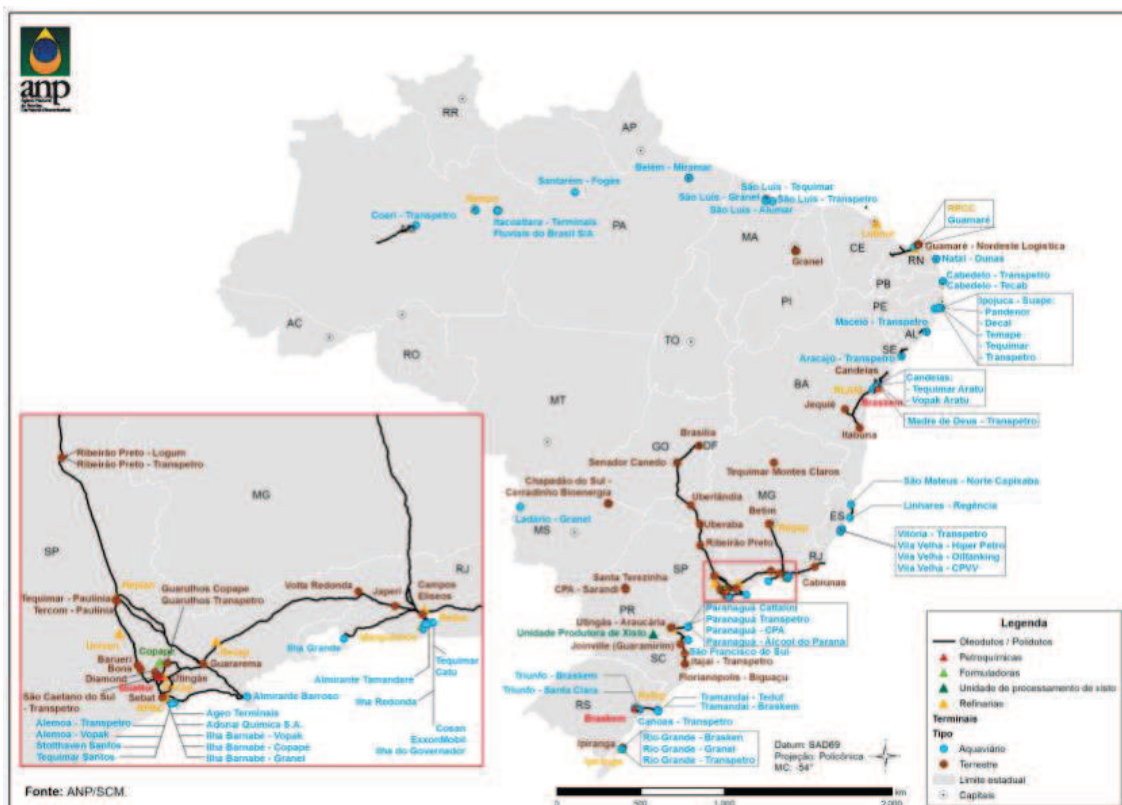 anp
RR
AP
Belém - Miramar
Santarém - Fogás
São Luís - Tequimar
São Luís - Granel
São Luís - Transpetro
São Luís - Alumar
Coari - Transpetro
Itacoatiara - Terminais
Fluviais do Brasil S/A
PA
MA
CE
RPCC
Guamaré
Guamaré - Nordeste Logística
RN
Natal - Dunas
Granel
PB
Cabedelo - Transpetro
Cabedelo - Tecab
PI
PE
Ipojuca - Suape:
- Pandenor
- Decal
- Temape
- Tequimar
- Transpetro
Maceió - Transpetro
AL
AC
RO
TO
SE
Aracajú - Transpetro
Candeias
BA
RLAM
Braskem
Candeias:
- Tequimar Aratu
- Vopak Aratu
Madre de Deus - Transpetro
Jequié
Itabuna
MT
Brasília
GO
DF
Senador Canedo
Tequimar Montes Claros
Chapadão do Sul -
Cerradinho Bioenergia
Uberlândia
MG
São Mateus - Norte Capixaba
Ladário - Granel
Betim
Regap
Linhares - Regência
MS
Uberaba
ES
Ribeirão Preto
Vitória - Transpetro
Vila Velha - Hiper Petro
Vila Velha - Oiltanking
Vila Velha - CPVV
RJ
SP
Cabiúnas
Santa Terezinha
CPA - Sarandi
PR
Utingás - Araucária
Paranaguá Cattalini
Paranaguá Transpetro
Paranaguá - CPA
Paranaguá - Álcool do Paraná
Unidade Produtora de Xisto
Joinville (Guaramirim)
São Francisco do Sul
SC
Itajaí - Transpetro
Florianópolis - Biguaçu
Triunfo - Braskem
Triunfo - Santa Clara
Refap
RS
Tramandaí - Tedut
Tramandaí - Braskem
Braskem
Canoas - Transpetro
Ipiranga
Rio Grande - Brasken
Rio Grande - Granel
Rio Grande - Transpetro
Ribeirão Preto - Logum
Ribeirão Preto - Transpetro
MG
SP
RJ
Replan
Guarulhos Copape
Guarulhos Transpetro
Volta Redonda
Japeri
Campos
Elíseos
Tequimar - Paulínia
Tercom - Paulínia
Reduc
Manguinhos
Univen
Copape
Revap
Ilha Grande
Barueri
Bona
Guararema
Tequimar
Catu
Diamond
Utingás
Almirante Tamandaré
São Caetano do Sul
- Transpetro
Sebat
Almirante Barroso
Ilha Redonda
RPBC
Alemoa - Transpetro
Alemoa - Vopak
Stolthaven Santos
Tequimar Santos
Ageo Terminais
Adonai Química S.A.
Ilha Barnabé - Vopak
Ilha Barnabé - Copapé
Ilha Barnabé - Granel
Cosan
ExxonMobil
Ilha do Governador
Legenda
Oleodutos / Polidutos
Petroquímicas
Formuladoras
Unidade de processamento de xisto
Refinarias
Terminais
Tipo
Aquaviário
Terrestre
Limite estadual
Capitais
Datum: SAD69
Projeção: Policônica
MC: -54°
km
0 500 1.000 2.000
Fonte: ANP/SCM.